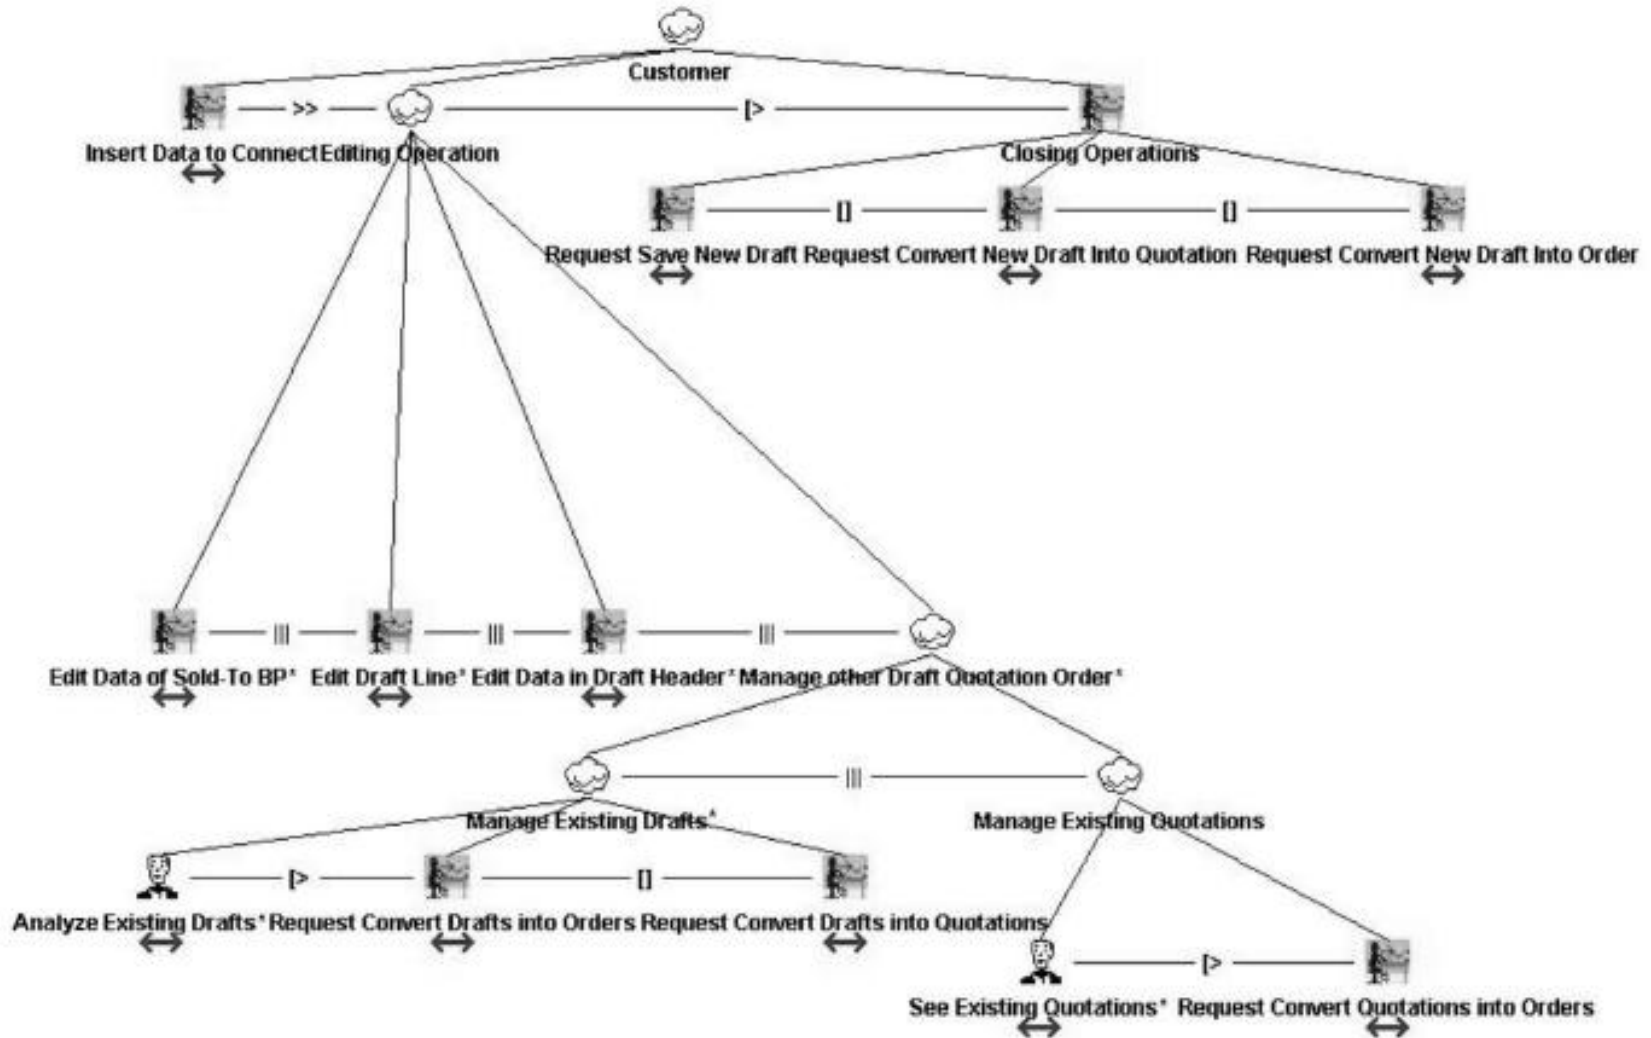 Customer
>> [>
Insert Data to Connect Editing Operation Closing Operations
[] []
Request Save New Draft Request Convert New Draft Into Quotation Request Convert New Draft Into Order
||| ||| |||
Edit Data of Sold-To BP* Edit Draft Line* Edit Data in Draft Header* Manage other Draft Quotation Order*
|||
Manage Existing Drafts* Manage Existing Quotations
[> []
Analyze Existing Drafts* Request Convert Drafts into Orders Request Convert Drafts into Quotations
[>
See Existing Quotations* Request Convert Quotations into Orders